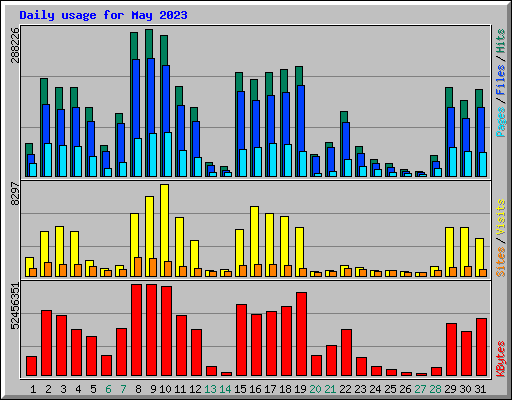 Daily usage for May 2023
288226
Pages / Files / Hits
8297
Sites / Visits
52456351
KBytes
1 2 3 4 5 6 7 8 9 10 11 12 13 14 15 16 17 18 19 20 21 22 23 24 25 26 27 28 29 30 31